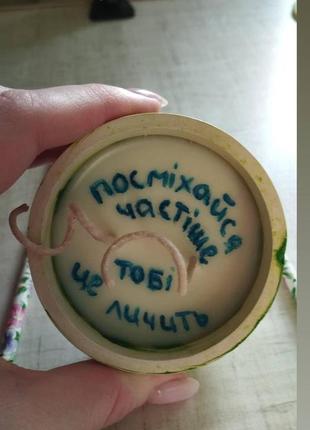 посміхайся
частіше
тобі
це личить